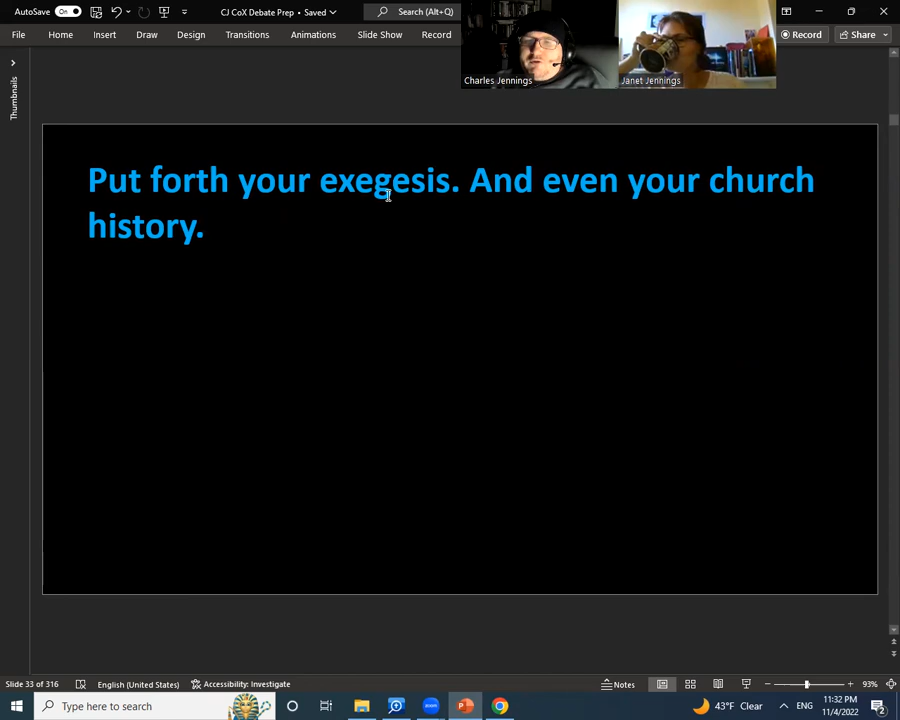 AutoSave On CJ CoX Debate Prep • Saved Search (Alt+Q)
File Home Insert Draw Design Transitions Animations Slide Show Record Record Share
Charles Jennings Janet Jennings
Thumbnails
Put forth your exegesis. And even your church
history.
Slide 33 of 316 English (United States) Accessibility: Investigate Notes 93%
Type here to search 43°F Clear ENG 11:32 PM
11/4/2022 2